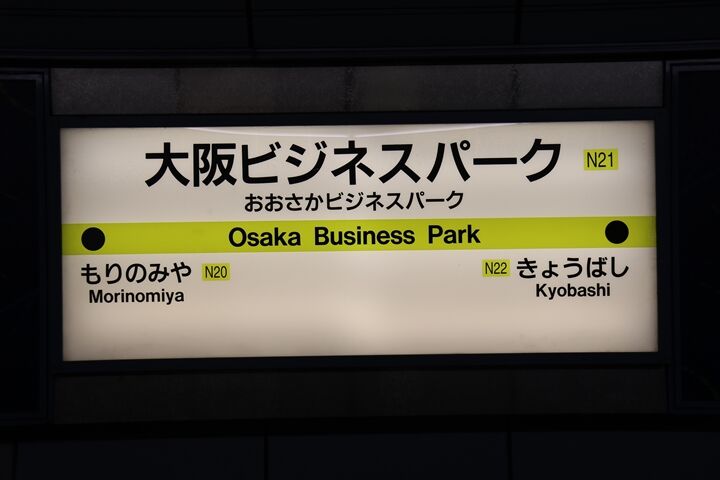 大阪ビジネスパーク N21
おおさかビジネスパーク
Osaka Business Park
もりのみや N20 N22 きょうばし
Morinomiya Kyobashi